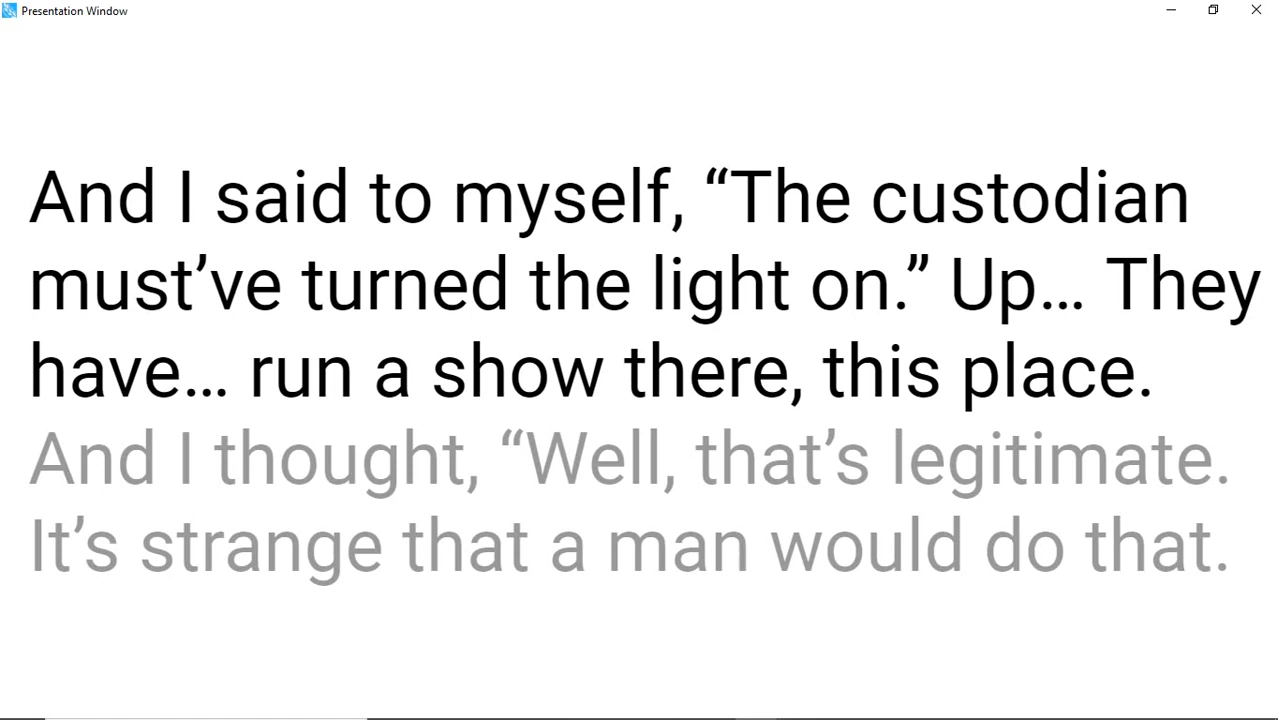 Presentation Window
And I said to myself, “The custodian
must’ve turned the light on.” Up... They
have... run a show there, this place.
And I thought, “Well, that’s legitimate.
It’s strange that a man would do that.